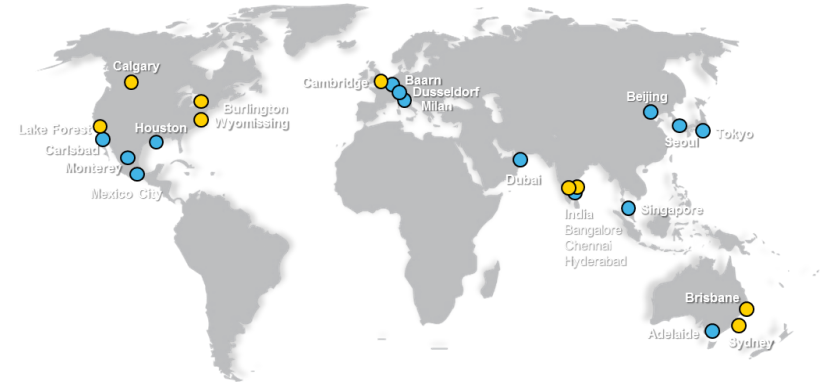 Calgary
Cambridge
Baarn
Dusseldorf
Milan
Burlington
Wyomissing
Lake Forest
Houston
Carlsbad
Monterey
Mexico City
Beijing
Seoul
Tokyo
Dubai
India
Bangalore
Chennai
Hyderabad
Singapore
Brisbane
Adelaide
Sydney